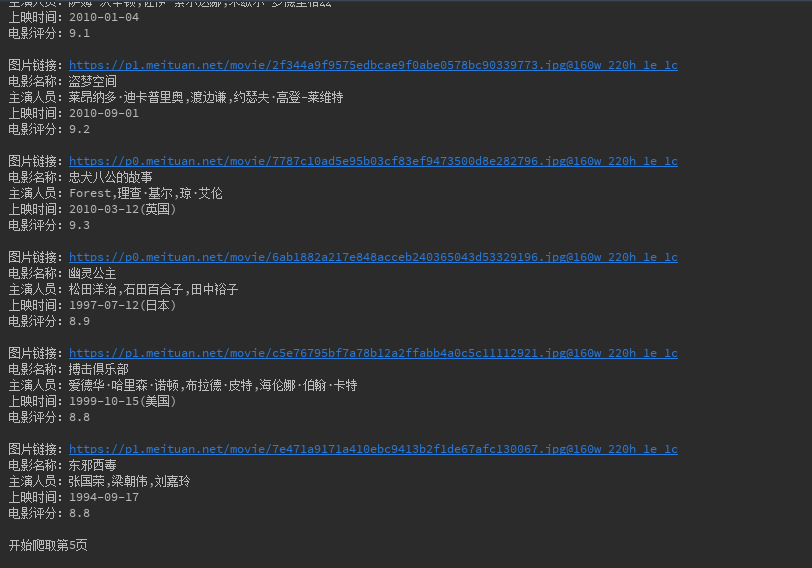 上映时间: 2010-01-04
电影评分: 9.1
图片链接: https://p1.meituan.net/movie/2f344a9f9575edbcae9f0abe0578bc90339773.jpg@160w_220h_1e_1c
电影名称: 盗梦空间
主演人员: 莱昂纳多·迪卡普里奥,渡边谦,约瑟夫·高登-莱维特
上映时间: 2010-09-01
电影评分: 9.2
图片链接: https://p0.meituan.net/movie/7787c10ad5e95b03cf83ef9473500d8e282796.jpg@160w_220h_1e_1c
电影名称: 忠犬八公的故事
主演人员: Forest,理查·基尔,琼·艾伦
上映时间: 2010-03-12(英国)
电影评分: 9.3
图片链接: https://p0.meituan.net/movie/6ab1882a217e848acceb240365043d53329196.jpg@160w_220h_1e_1c
电影名称: 幽灵公主
主演人员: 松田洋治,石田百合子,田中裕子
上映时间: 1997-07-12(日本)
电影评分: 8.9
图片链接: https://p1.meituan.net/movie/c5e76795bf7a78b12a2ffabb4a0c5c11112921.jpg@160w_220h_1e_1c
电影名称: 搏击俱乐部
主演人员: 爱德华·哈里森·诺顿,布拉德·皮特,海伦娜·伯翰·卡特
上映时间: 1999-10-15(美国)
电影评分: 8.8
图片链接: https://p1.meituan.net/movie/7e471a9171a410ebc9413b2f1de67afc130067.jpg@160w_220h_1e_1c
电影名称: 东邪西毒
主演人员: 张国荣,梁朝伟,刘嘉玲
上映时间: 1994-09-17
电影评分: 8.8
开始爬取第5页